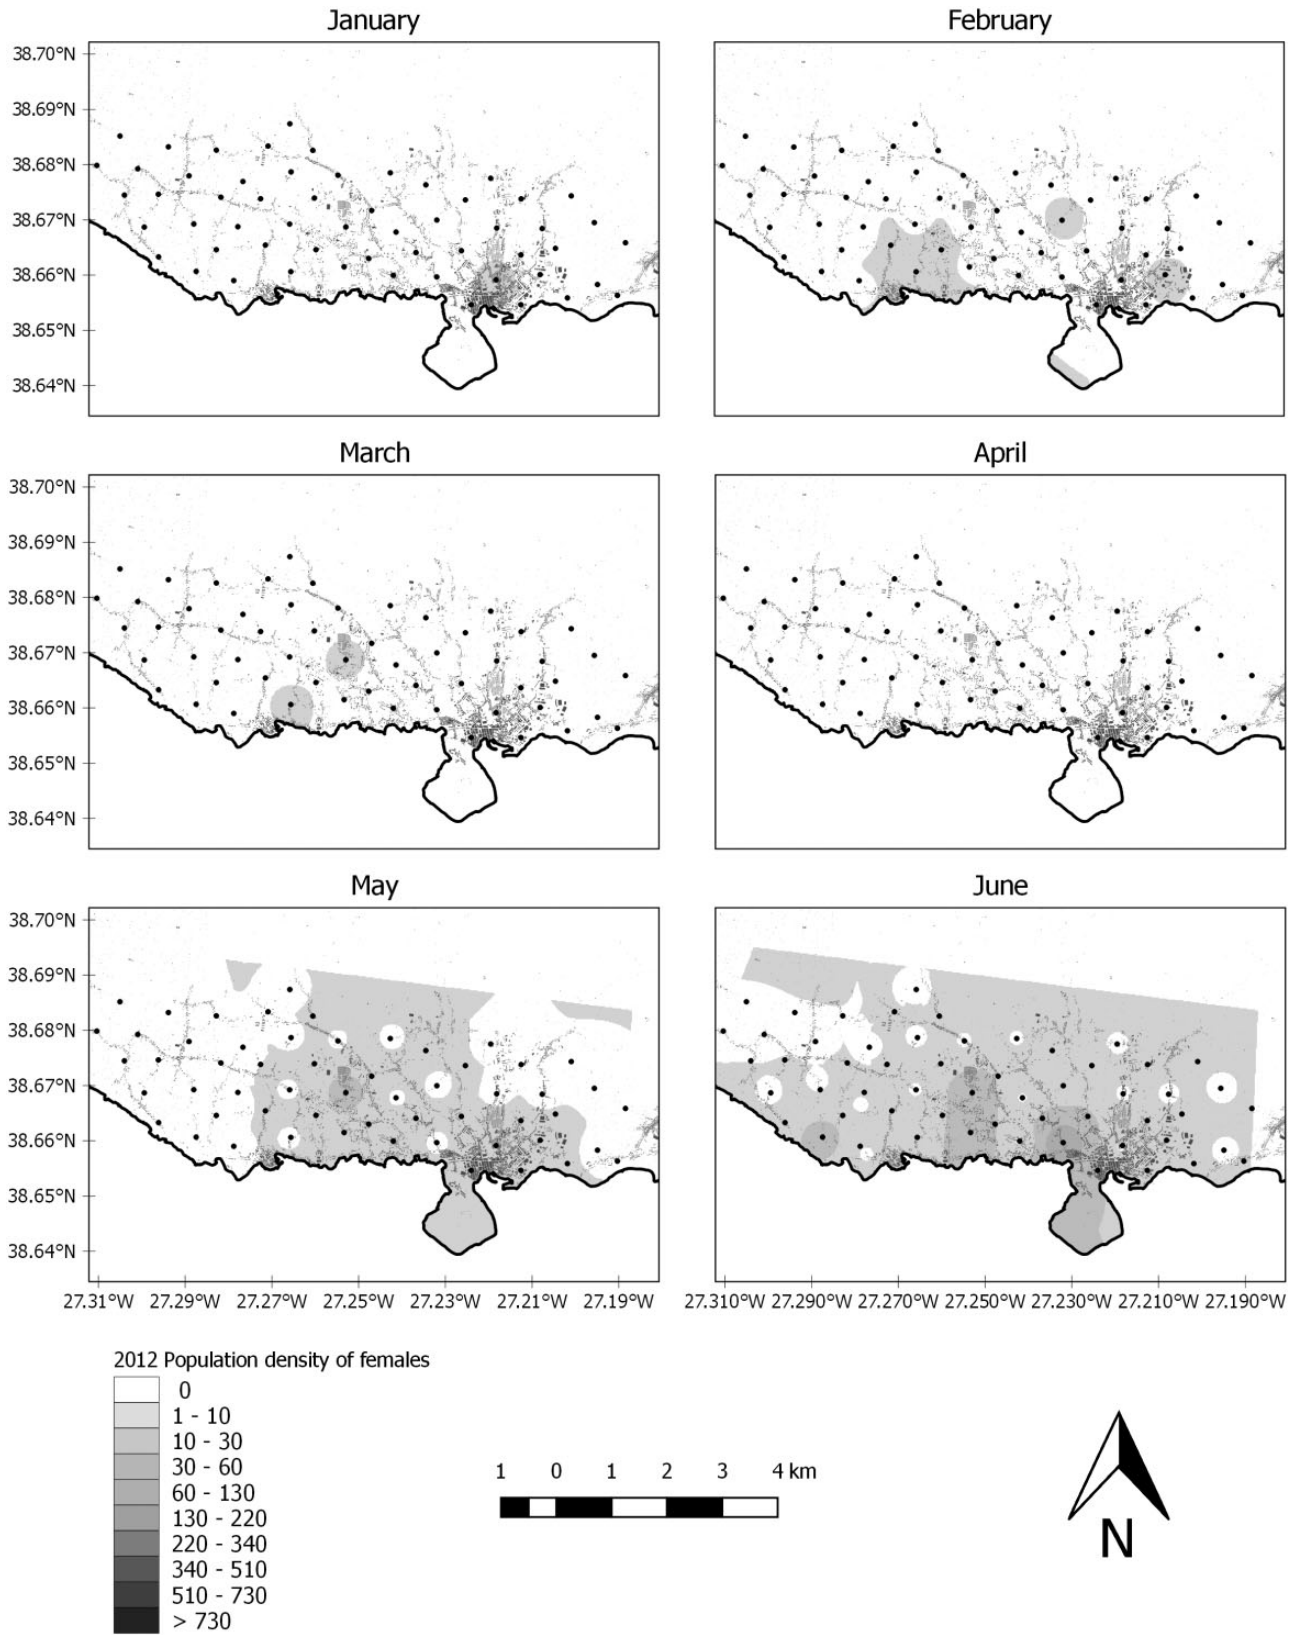 January
February
38.70°N
38.69°N
38.68°N
38.67°N
38.66°N
38.65°N
38.64°N
March
April
38.70°N
38.69°N
38.68°N
38.67°N
38.66°N
38.65°N
38.64°N
May
June
38.70°N
38.69°N
38.68°N
38.67°N
38.66°N
38.65°N
38.64°N
27.31°W 27.29°W 27.27°W 27.25°W 27.23°W 27.21°W 27.19°W
27.310°W 27.290°W 27.270°W 27.250°W 27.230°W 27.210°W 27.190°W
2012 Population density of females
0
1 - 10
10 - 30
30 - 60
60 - 130
130 - 220
220 - 340
340 - 510
510 - 730
> 730
1 0 1 2 3 4 km
N